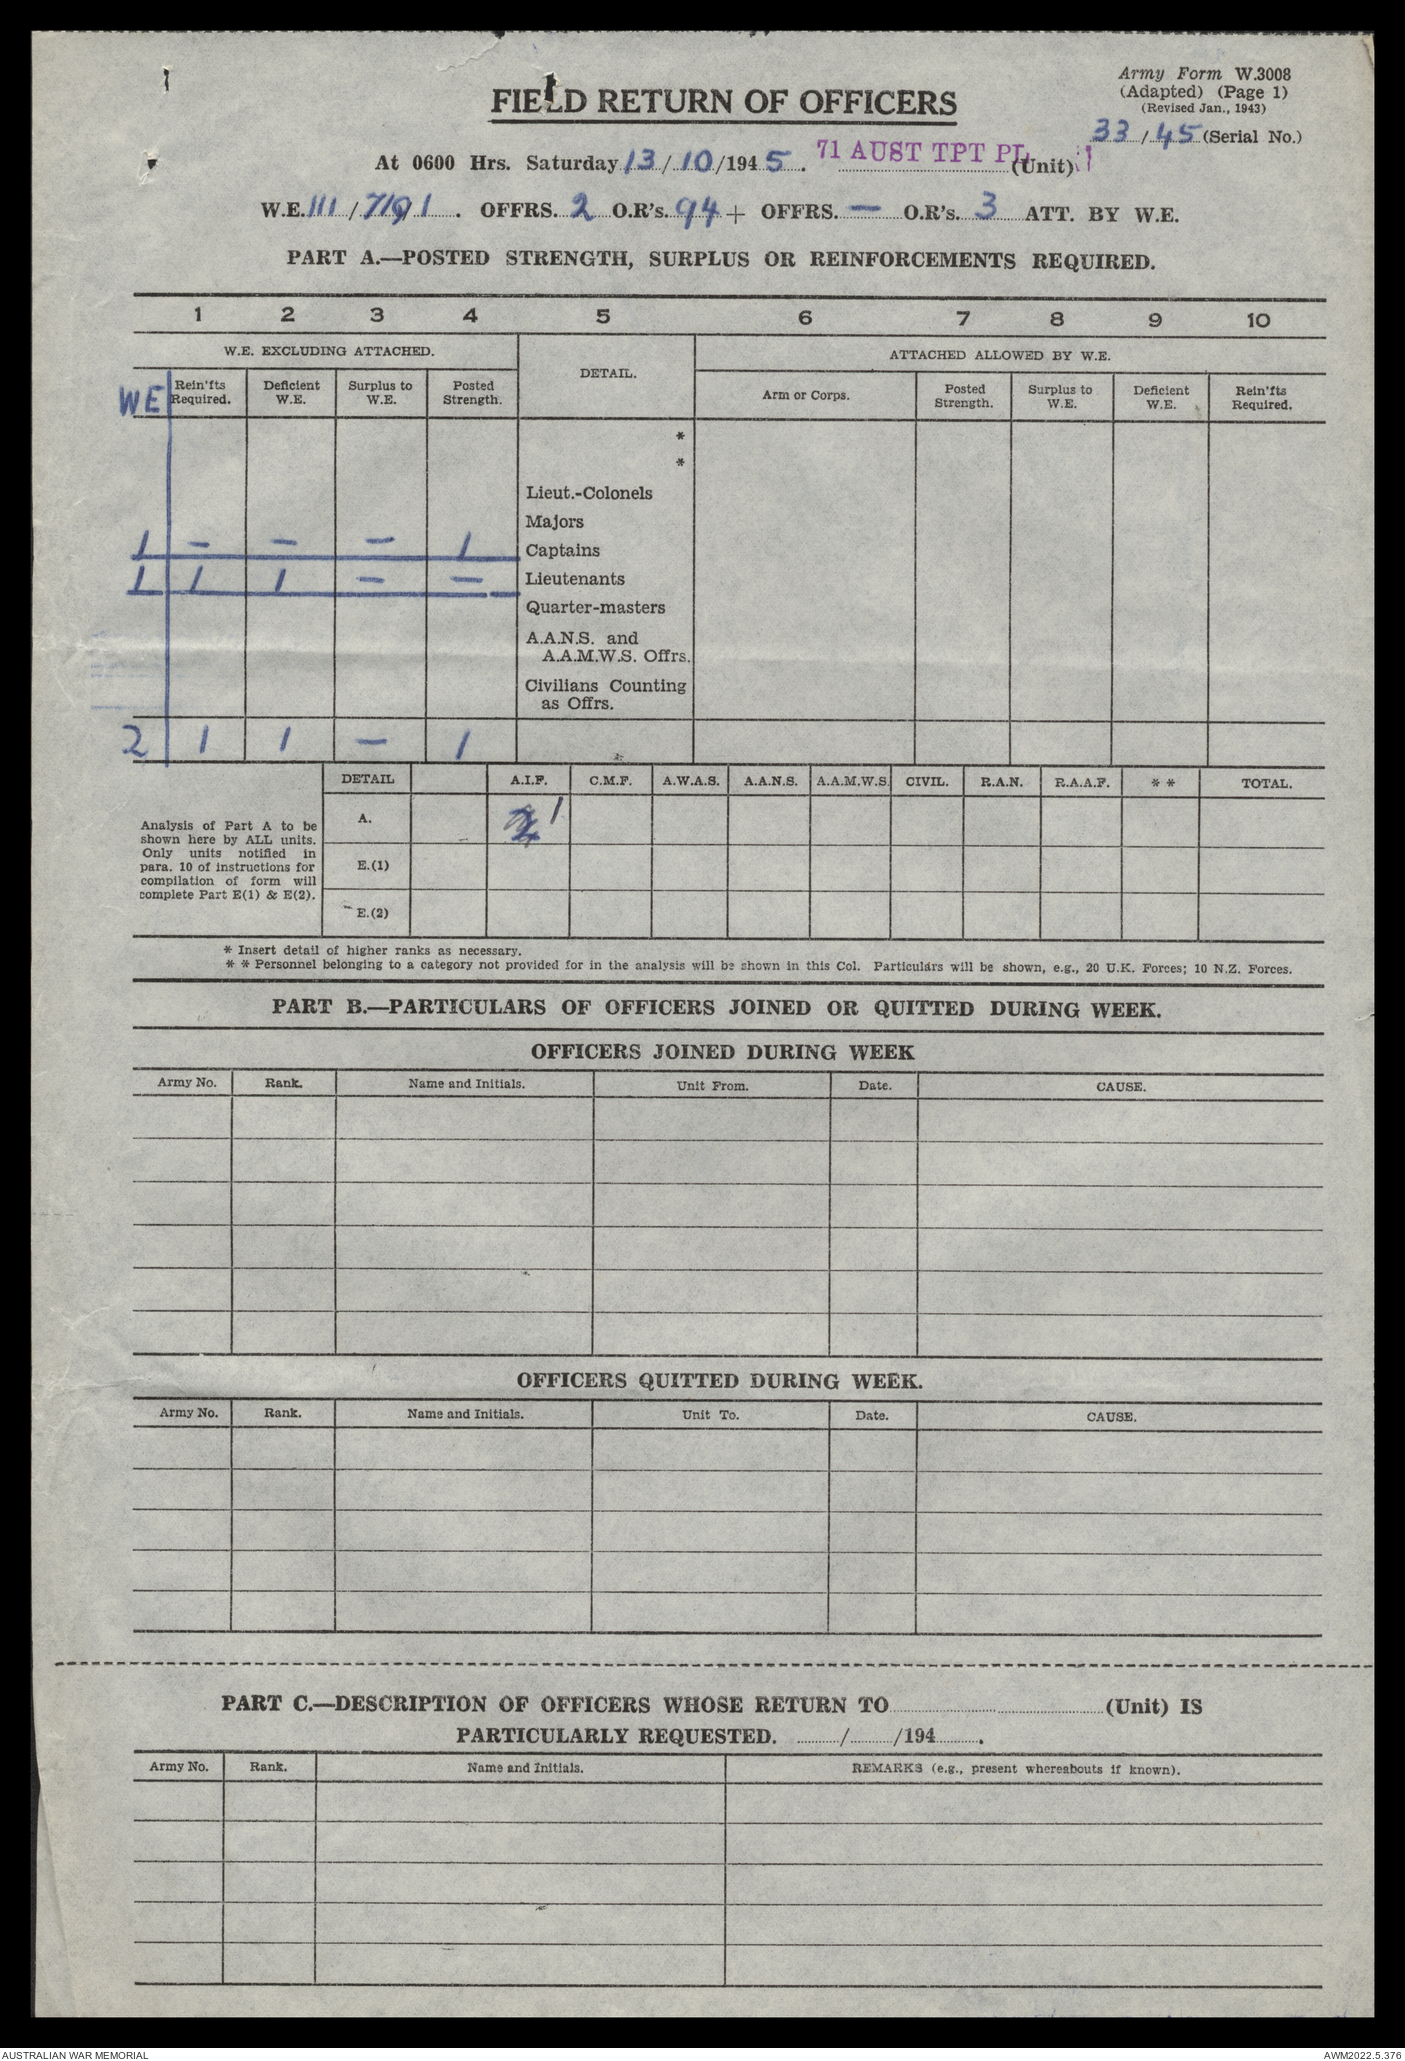 Army Form W.3008
(Adapted) (Page 1)
(Revised Jan., 1943)
FIELD RETURN OF OFFICERS
33/45 (Serial No.)
At 0600 Hrs. Saturday 13/10/1945. 71 AUST TPT PL (Unit)
W.E. 111/719/1. OFFRS. 2 O.R's. 94 + OFFRS. — O.R's. 3 ATT. BY W.E.
PART A.—POSTED STRENGTH, SURPLUS OR REINFORCEMENTS REQUIRED.
1 2 3 4 5 6 7 8 9 10
W.E. EXCLUDING ATTACHED. DETAIL. ATTACHED ALLOWED BY W.E.
WE Rein'fts Required. Deficient W.E. Surplus to W.E. Posted Strength. Arm or Corps. Posted Strength. Surplus to W.E. Deficient W.E. Rein'fts Required.
*
*
Lieut.-Colonels
Majors
1 — — — 1 Captains
1 1 1 — — Lieutenants
Quarter-masters
A.A.N.S. and
A.A.M.W.S. Offrs.
Civilians Counting
as Offrs.
2 1 1 — 1
DETAIL A.I.F. C.M.F. A.W.A.S. A.A.N.S. A.A.M.W.S. CIVIL. R.A.N. R.A.A.F. * * TOTAL.
Analysis of Part A to be
shown here by ALL units.
Only units notified in
para. 10 of instructions for
compilation of form will
complete Part E(1) & E(2).
A. 1
E.(1)
E.(2)
* Insert detail of higher ranks as necessary.
* * Personnel belonging to a category not provided for in the analysis will be shown in this Col. Particulars will be shown, e.g., 20 U.K. Forces; 10 N.Z. Forces.
PART B.—PARTICULARS OF OFFICERS JOINED OR QUITTED DURING WEEK.
OFFICERS JOINED DURING WEEK
Army No. Rank. Name and Initials. Unit From. Date. CAUSE.
OFFICERS QUITTED DURING WEEK.
Army No. Rank. Name and Initials. Unit To. Date. CAUSE.
PART C.—DESCRIPTION OF OFFICERS WHOSE RETURN TO (Unit) IS
PARTICULARLY REQUESTED. / /194 .
Army No. Rank. Name and Initials. REMARKS (e.g., present whereabouts if known).
AUSTRALIAN WAR MEMORIAL AWM2022.5.376